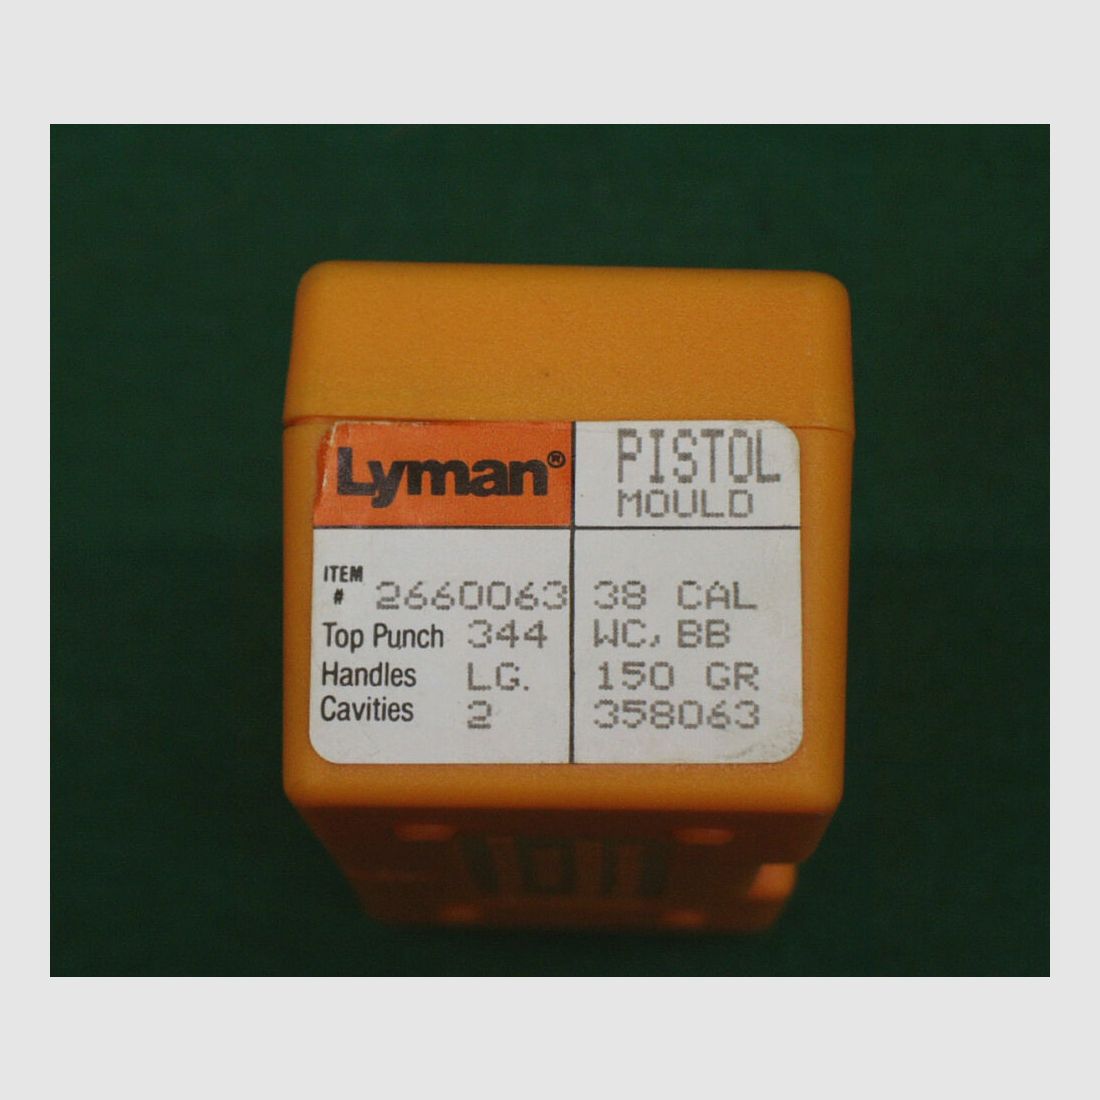 Lyman®
PISTOL
MOULD
ITEM
# 2660063
Top Punch 344
Handles LG.
Cavities 2
38 CAL
WC, BB
150 GR
358063